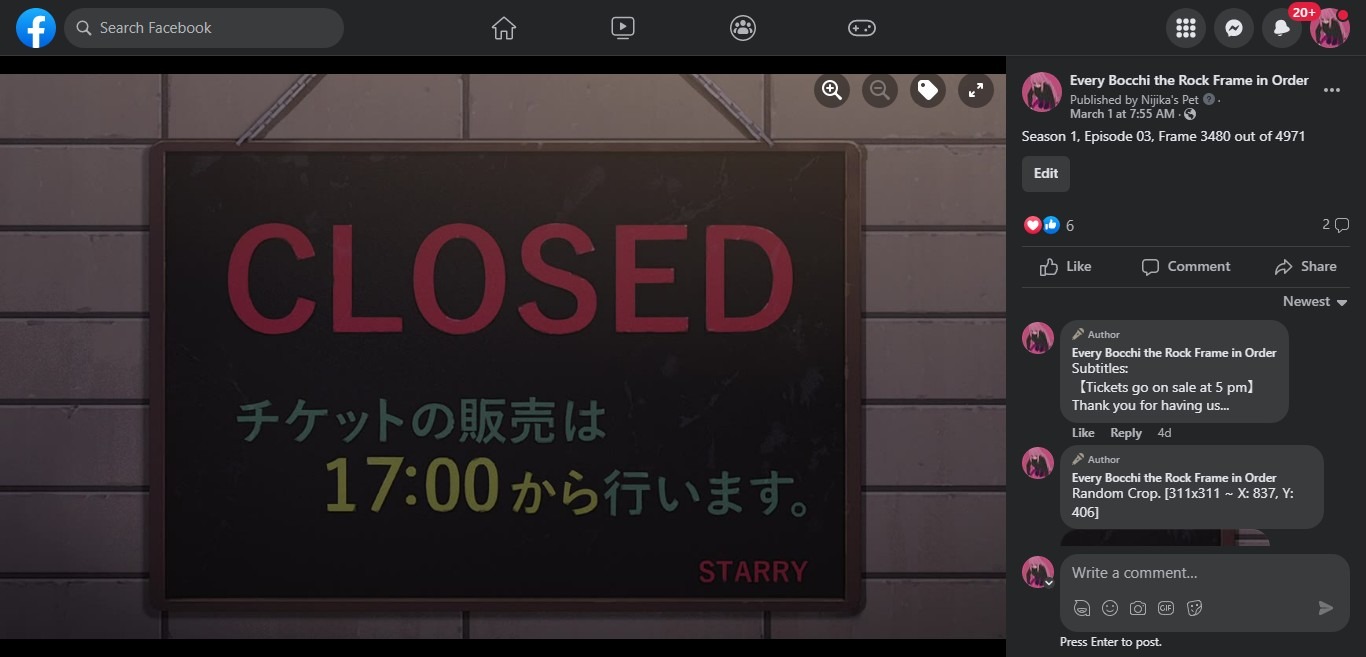 Search Facebook
20+
CLOSED
チケットの販売は
17:00から行います。
STARRY
Every Bocchi the Rock Frame in Order
Published by Nijika's Pet ·
March 1 at 7:55 AM ·
Season 1, Episode 03, Frame 3480 out of 4971
Edit
6
2
Like Comment Share
Newest
Author
Every Bocchi the Rock Frame in Order
Subtitles:
【Tickets go on sale at 5 pm】
Thank you for having us...
Like Reply 4d
Author
Every Bocchi the Rock Frame in Order
Random Crop. [311x311 ~ X: 837, Y:
406]
Write a comment...
GIF
Press Enter to post.